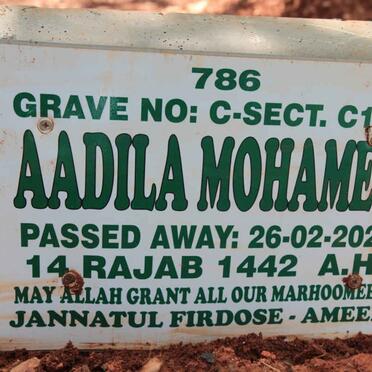 786
GRAVE NO: C-SECT. C1
AADILA MOHAME
PASSED AWAY: 26-02-202
14 RAJAB 1442 A.H
MAY ALLAH GRANT ALL OUR MARHOOMEE
JANNATUL FIRDOSE - AMEE